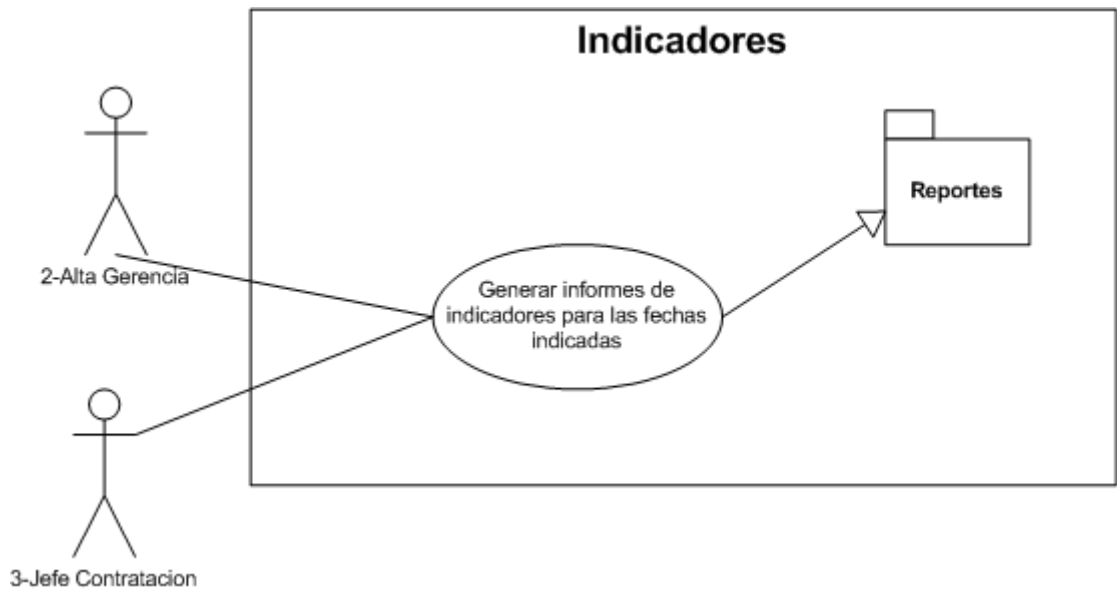 Indicadores
Reportes
2-Alta Gerencia
Generar informes de
indicadores para las fechas
indicadas
3-Jefe Contratacion